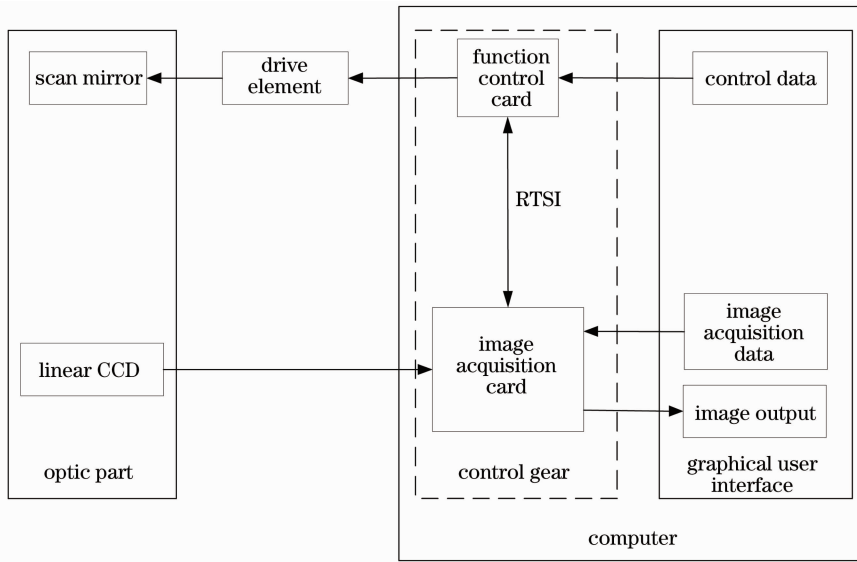 scan mirror
drive
element
function
control
card
control data
RTSI
linear CCD
image
acquisition
card
image
acquisition
data
image output
optic part
control gear
graphical user
interface
computer